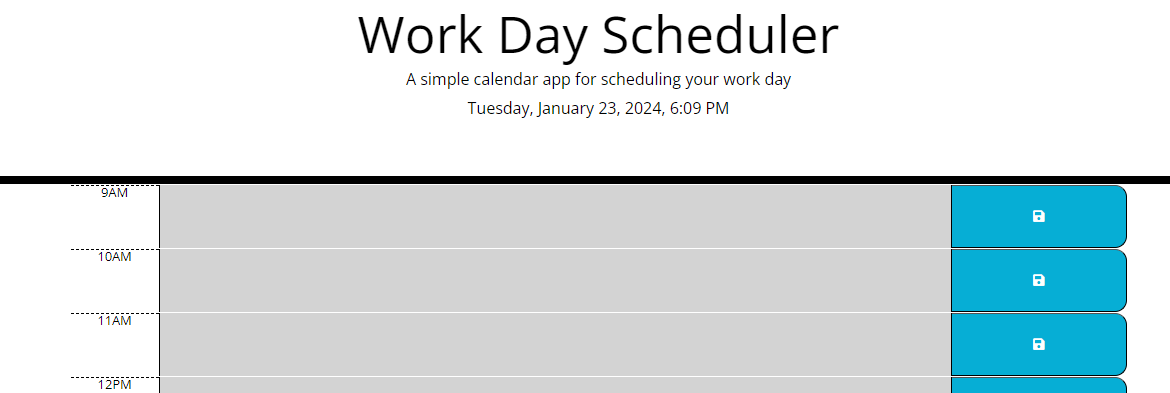 Work Day Scheduler
A simple calendar app for scheduling your work day
Tuesday, January 23, 2024, 6:09 PM
9AM
10AM
11AM
12PM